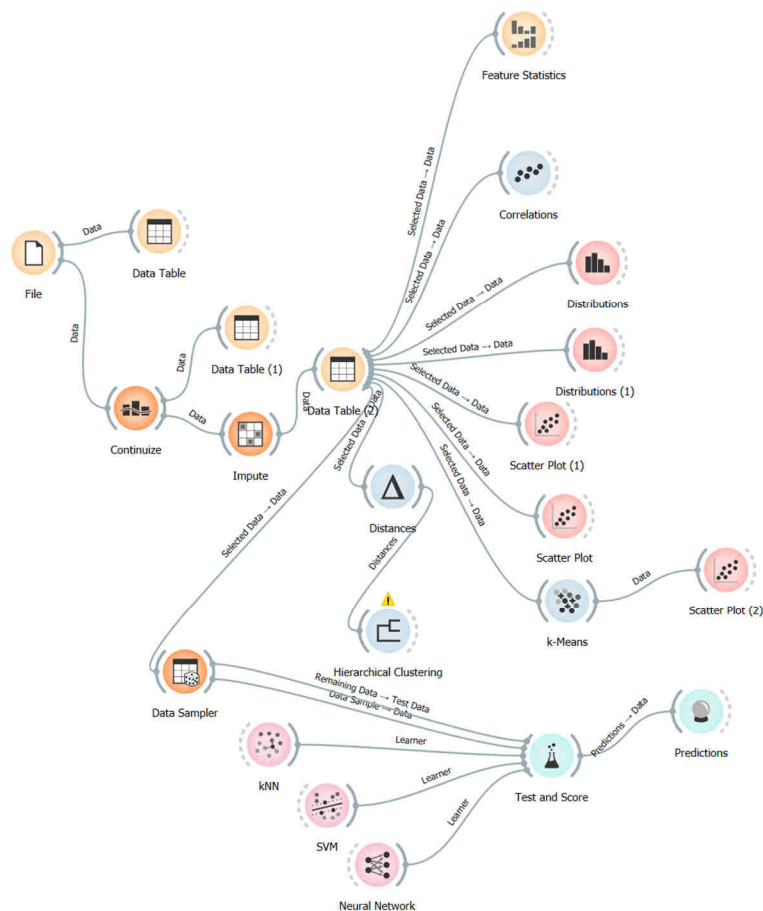 Feature Statistics
Selected Data → Data
Correlations
Selected Data → Data
Data
Data Table
File
Distributions
Selected Data → Data
Data
Data
Data Table (1)
Selected Data → Data
Distributions (1)
Data
Continuize
Impute
Data
Data Table (2)
Selected Data → Data
Scatter Plot (1)
Selected Data → Data
Selected Data → Data
Scatter Plot
Selected Data → Data
Selected Data → Data
Distances
Distances
Hierarchical Clustering
k-Means
Data
Scatter Plot (2)
Data Sampler
Remaining Data → Test Data
Data Sample → Data
Learner
kNN
Learner
SVM
Learner
Neural Network
Test and Score
Predictions → Data
Predictions